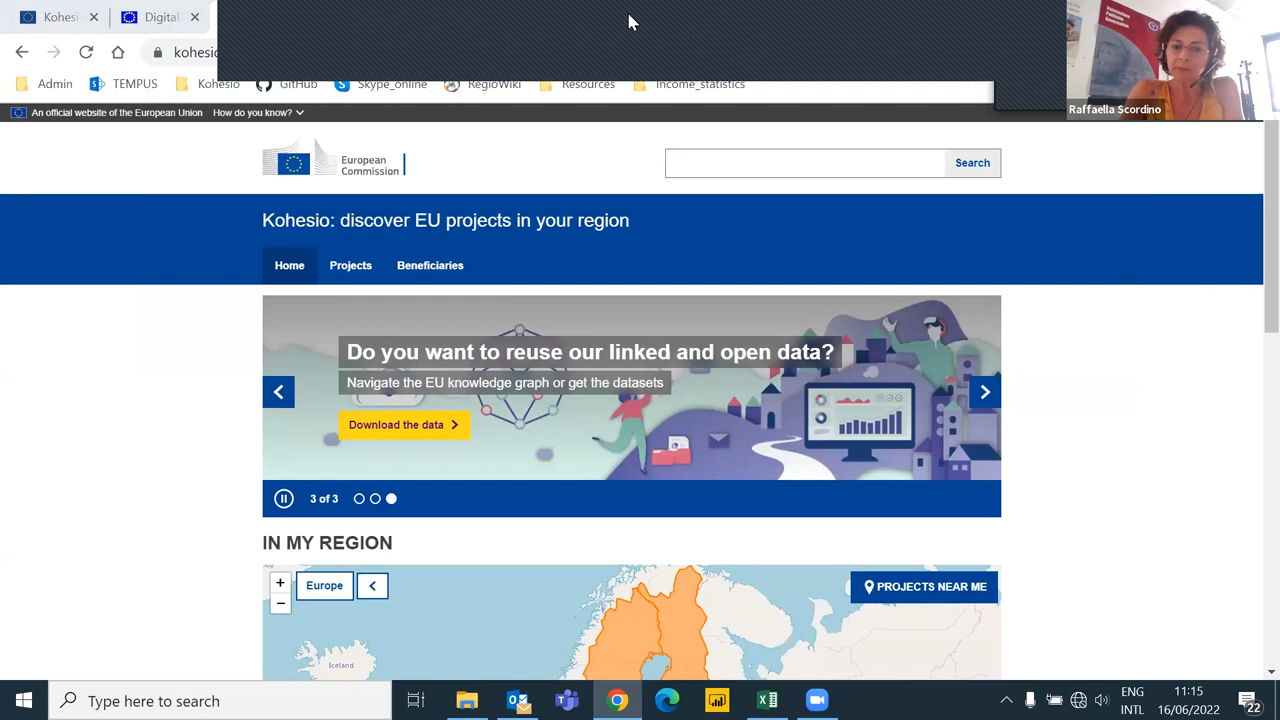 Kohesi
Digital
kohesio
Admin
TEMPUS
Kohesio
GitHub
Skype_online
RegioWiki
Resources
Income_statistics
Raffaella Scordino
An official website of the European Union How do you know?
European
Commission
Search
Kohesio: discover EU projects in your region
Home Projects Beneficiaries
Do you want to reuse our linked and open data?
Navigate the EU knowledge graph or get the datasets
Download the data
3 of 3
IN MY REGION
+
Europe
PROJECTS NEAR ME
−
Iceland
Type here to search
ENG
INTL
11:15
16/06/2022
22